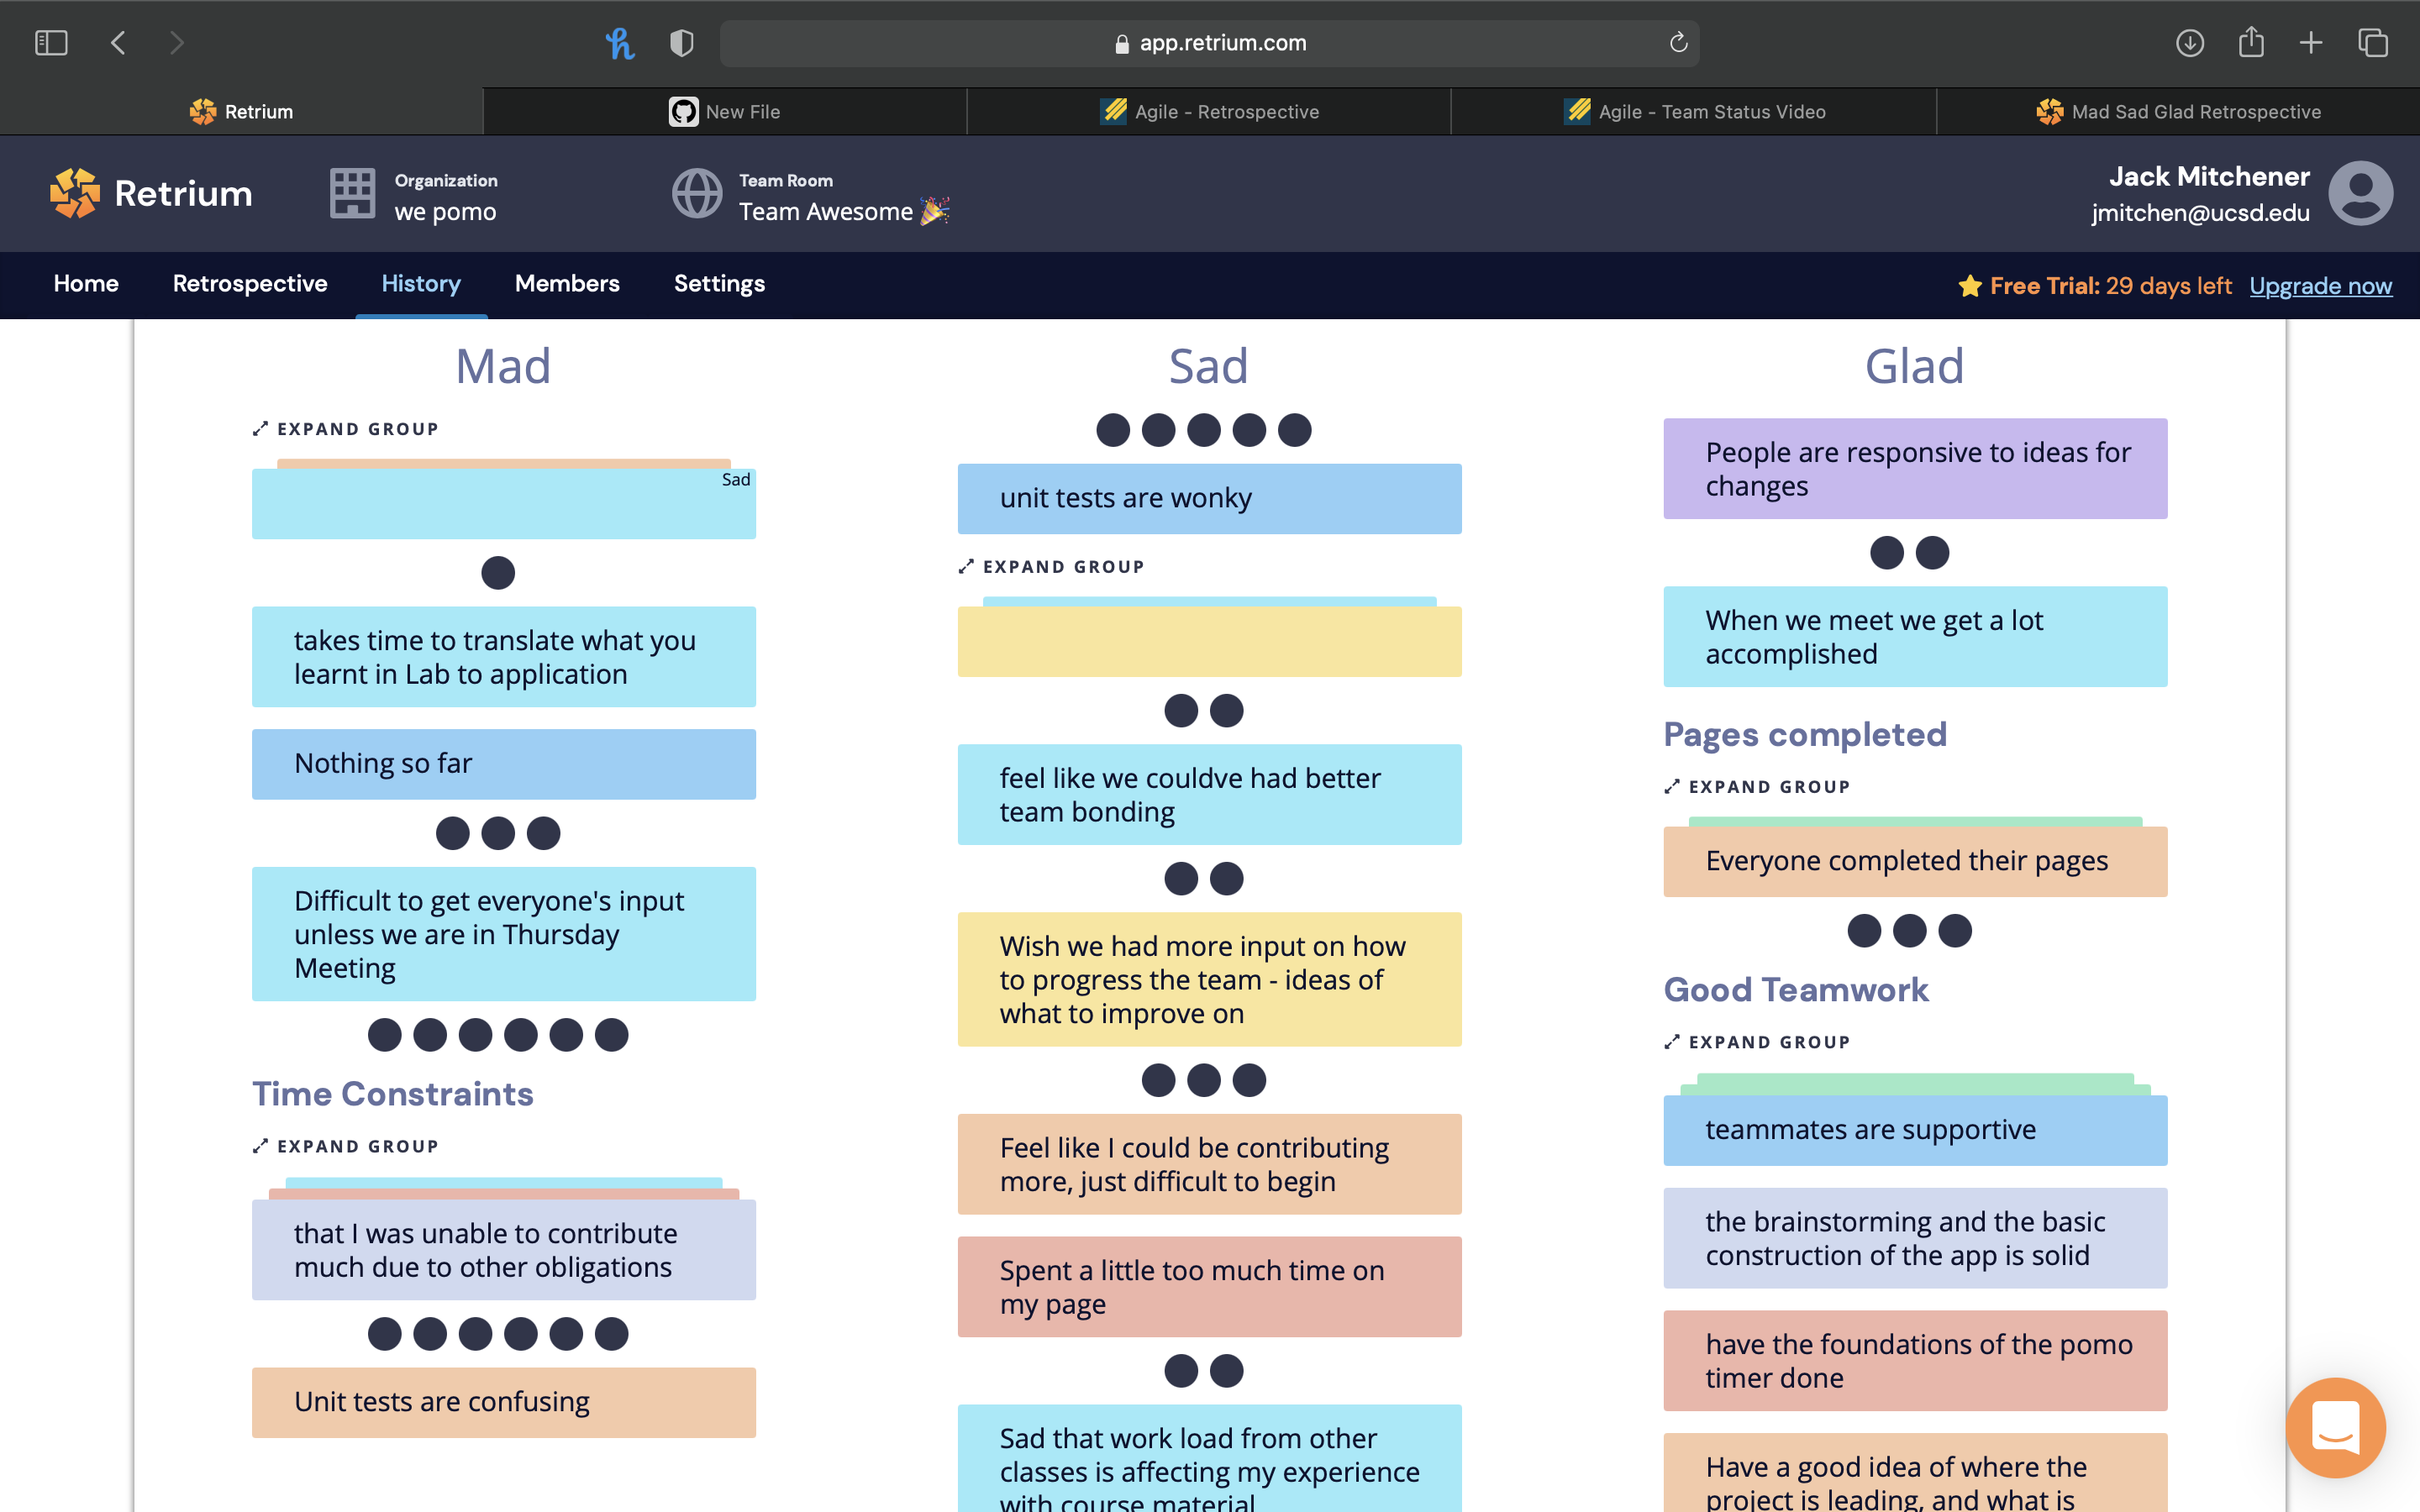 app.retrium.com
Retrium
New File
Agile - Retrospective
Agile - Team Status Video
Mad Sad Glad Retrospective
Retrium
Organization
we pomo
Team Room
Team Awesome 🎉
Jack Mitchener
jmitchen@ucsd.edu
Home
Retrospective
History
Members
Settings
⭐ Free Trial: 29 days left Upgrade now
Mad
EXPAND GROUP
Sad
takes time to translate what you
learnt in Lab to application
Nothing so far
Difficult to get everyone's input
unless we are in Thursday
Meeting
Time Constraints
EXPAND GROUP
that I was unable to contribute
much due to other obligations
Unit tests are confusing
Sad
unit tests are wonky
EXPAND GROUP
feel like we couldve had better
team bonding
Wish we had more input on how
to progress the team - ideas of
what to improve on
Feel like I could be contributing
more, just difficult to begin
Spent a little too much time on
my page
Sad that work load from other
classes is affecting my experience
with course material
Glad
People are responsive to ideas for
changes
When we meet we get a lot
accomplished
Pages completed
EXPAND GROUP
Everyone completed their pages
Good Teamwork
EXPAND GROUP
teammates are supportive
the brainstorming and the basic
construction of the app is solid
have the foundations of the pomo
timer done
Have a good idea of where the
project is leading, and what is